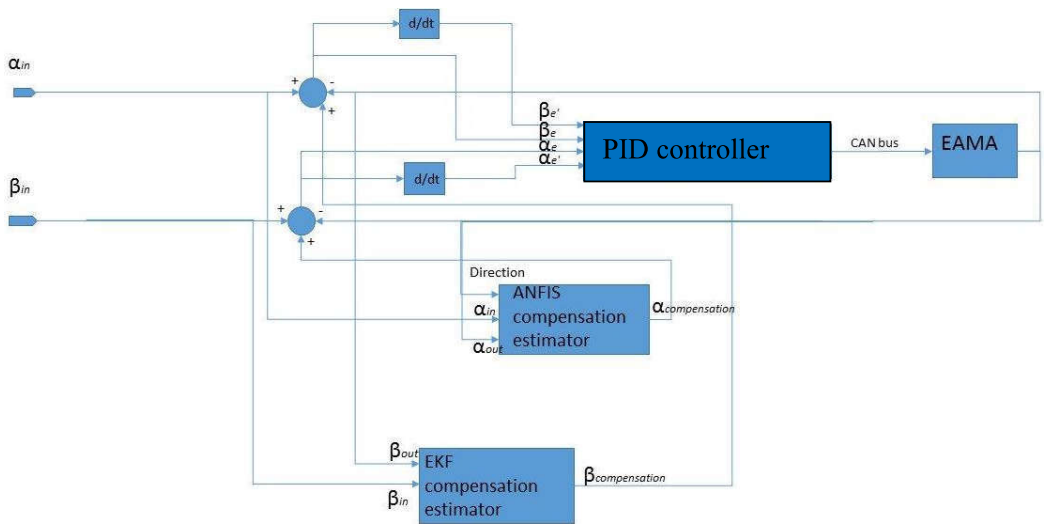 d/dt
αin
+
-
+
βe'
βe
αe
αe'
PID controller
CAN bus
EAMA
d/dt
βin
+
-
+
Direction
ANFIS
compensation
estimator
αin
αout
αcompensation
βout
EKF
compensation
estimator
βin
βcompensation